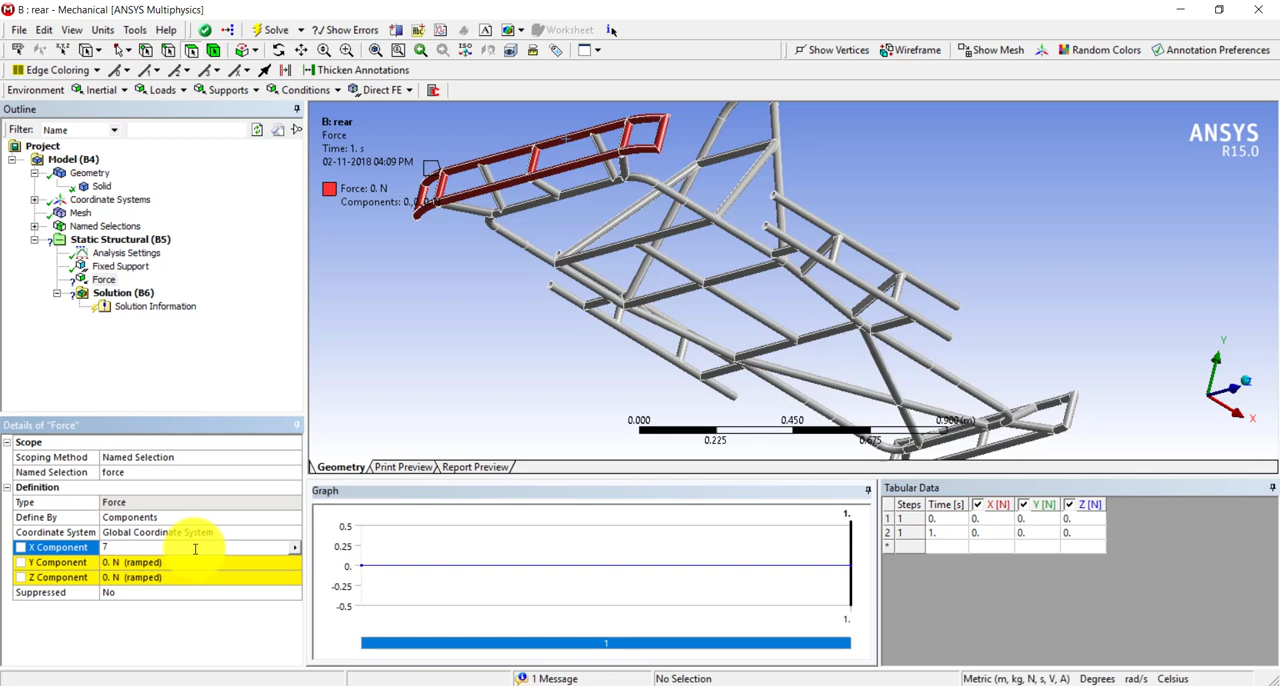 B : rear - Mechanical [ANSYS Multiphysics]
File Edit View Units Tools Help Solve ?/ Show Errors Worksheet
Show Vertices Wireframe Show Mesh Random Colors Annotation Preferences
Edge Coloring Thicken Annotations
Environment Inertial Loads Supports Conditions Direct FE
Outline
Filter: Name
Project
Model (B4)
Geometry
Solid
Coordinate Systems
Mesh
Named Selections
Static Structural (B5)
Analysis Settings
Fixed Support
Force
Solution (B6)
Solution Information
B: rear
Force
Time: 1. s
02-11-2018 04:09 PM
Force: 0. N
Components: 0.,0.,0. N
ANSYS
R15.0
Y
X
0.000 0.450 0.900 (m)
0.225 0.675
Geometry Print Preview Report Preview
Details of "Force"
Scope
Scoping Method Named Selection
Named Selection force
Definition
Type Force
Define By Components
Coordinate System Global Coordinate System
X Component 7
Y Component 0. N (ramped)
Z Component 0. N (ramped)
Suppressed No
Graph
1.
0.5
0.25
0.
-0.25
-0.5
1.
1
Tabular Data
Steps Time [s] X [N] Y [N] Z [N]
1 1 0. 0. 0. 0.
2 1 1. 0. 0. 0.
*
1 Message No Selection Metric (m, kg, N, s, V, A) Degrees rad/s Celsius